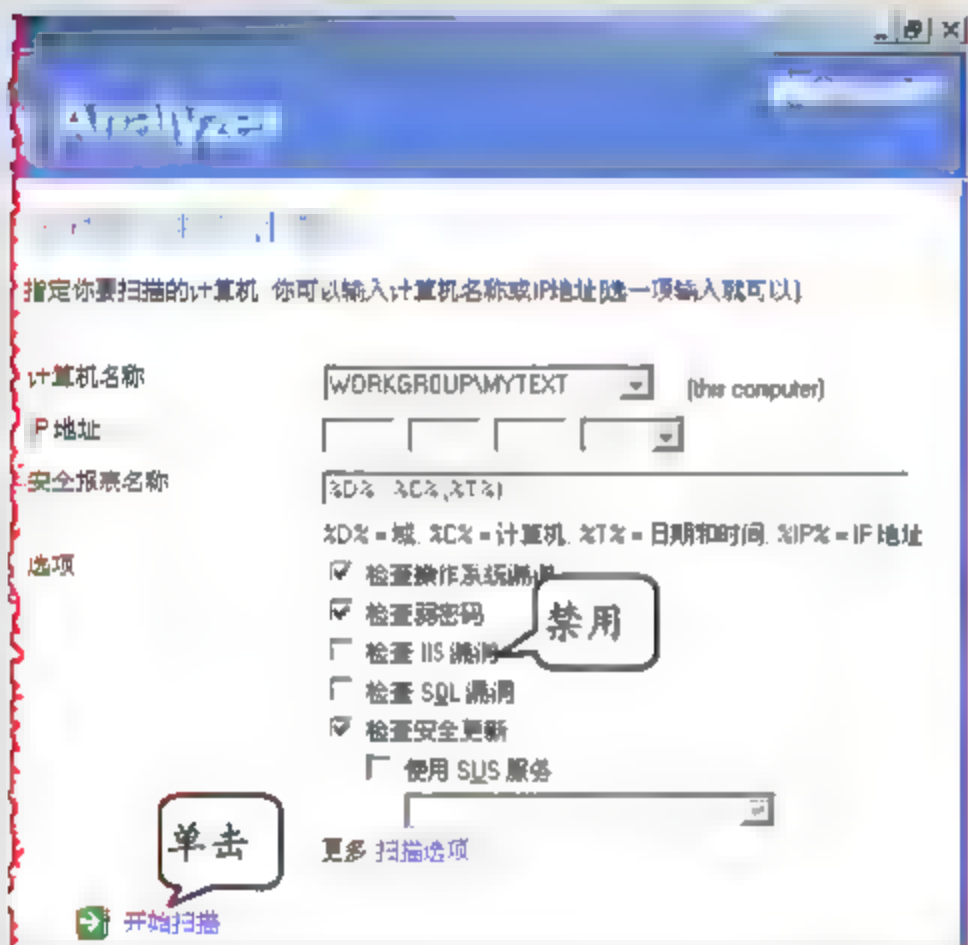 Analyzer
指定你要扫描的计算机 你可以输入计算机名称或IP地址(选一项输入就可以)
计算机名称
WORKGROUP\MYTEXT
(this computer)
IP 地址
安全报表名称
%D% %C% (%T%)
%D% = 域, %C% = 计算机, %T% = 日期和时间, %IP% = IP 地址
选项
检查操作系统漏洞
检查弱密码
禁用
检查 IIS 漏洞
检查 SQL 漏洞
检查安全更新
使用 SUS 服务
单击
更多 扫描选项
开始扫描